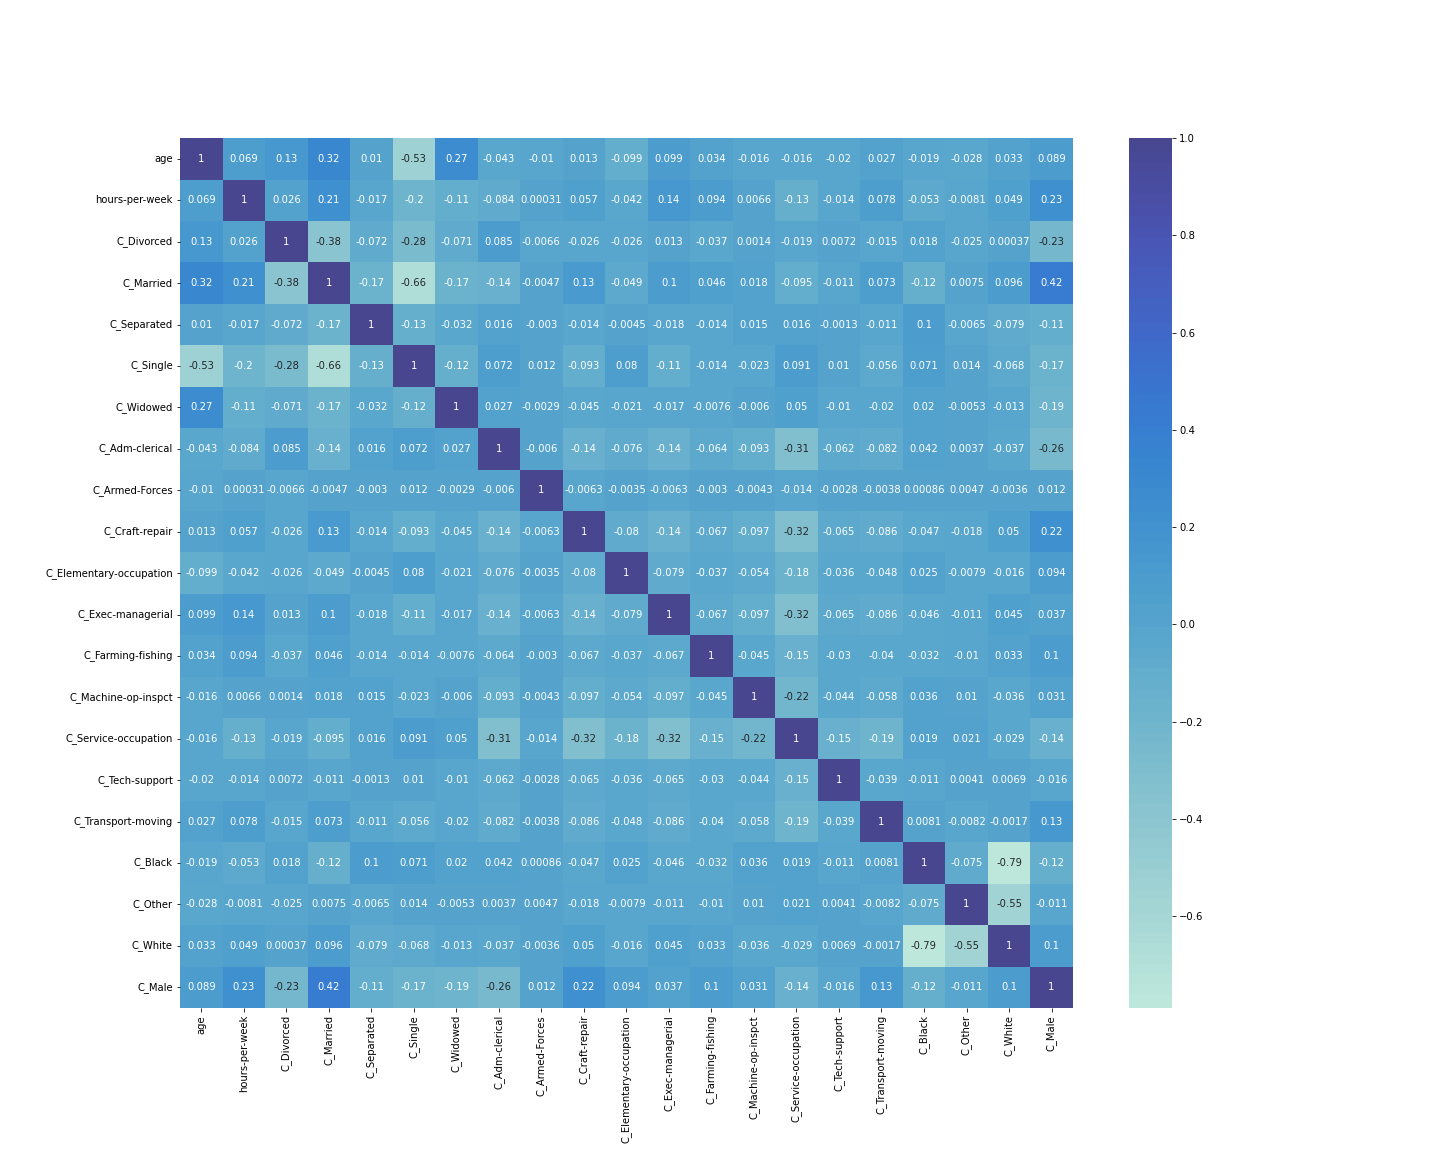 age 1 0.069 0.13 0.32 0.01 -0.53 0.27 -0.043 -0.01 0.013 -0.099 0.099 0.034 -0.016 -0.016 -0.02 0.027 -0.019 -0.028 0.033 0.089
hours-per-week 0.069 1 0.026 0.21 -0.017 -0.2 -0.11 -0.084 0.00031 0.057 -0.042 0.14 0.094 0.0066 -0.13 -0.014 0.078 -0.053 -0.0081 0.049 0.23
C_Divorced 0.13 0.026 1 -0.38 -0.072 -0.28 -0.071 0.085 -0.0066 -0.026 -0.026 0.013 -0.037 0.0014 -0.019 0.0072 -0.015 0.018 -0.025 0.00037 -0.23
C_Married 0.32 0.21 -0.38 1 -0.17 -0.66 -0.17 -0.14 -0.0047 0.13 -0.049 0.1 0.046 0.018 -0.095 -0.011 0.073 -0.12 0.0075 0.096 0.42
C_Separated 0.01 -0.017 -0.072 -0.17 1 -0.13 -0.032 0.016 -0.003 -0.014 -0.0045 -0.018 -0.014 0.015 0.016 -0.0013 -0.011 0.1 -0.0065 -0.079 -0.11
C_Single -0.53 -0.2 -0.28 -0.66 -0.13 1 -0.12 0.072 0.012 -0.093 0.08 -0.11 -0.014 -0.023 0.091 0.01 -0.056 0.071 0.014 -0.068 -0.17
C_Widowed 0.27 -0.11 -0.071 -0.17 -0.032 -0.12 1 0.027 -0.0029 -0.045 -0.021 -0.017 -0.0076 -0.006 0.05 -0.01 -0.02 0.02 -0.0053 -0.013 -0.19
C_Adm-clerical -0.043 -0.084 0.085 -0.14 0.016 0.072 0.027 1 -0.006 -0.14 -0.076 -0.14 -0.064 -0.093 -0.31 -0.062 -0.082 0.042 0.0037 -0.037 -0.26
C_Armed-Forces -0.01 0.00031 -0.0066 -0.0047 -0.003 0.012 -0.0029 -0.006 1 -0.0063 -0.0035 -0.0063 -0.003 -0.0043 -0.014 -0.0028 -0.0038 0.00086 0.0047 -0.0036 0.012
C_Craft-repair 0.013 0.057 -0.026 0.13 -0.014 -0.093 -0.045 -0.14 -0.0063 1 -0.08 -0.14 -0.067 -0.097 -0.32 -0.065 -0.086 -0.047 -0.018 0.05 0.22
C_Elementary-occupation -0.099 -0.042 -0.026 -0.049 -0.0045 0.08 -0.021 -0.076 -0.0035 -0.08 1 -0.079 -0.037 -0.054 -0.18 -0.036 -0.048 0.025 -0.0079 -0.016 0.094
C_Exec-managerial 0.099 0.14 0.013 0.1 -0.018 -0.11 -0.017 -0.14 -0.0063 -0.14 -0.079 1 -0.067 -0.097 -0.32 -0.065 -0.086 -0.046 -0.011 0.045 0.037
C_Farming-fishing 0.034 0.094 -0.037 0.046 -0.014 -0.014 -0.0076 -0.064 -0.003 -0.067 -0.037 -0.067 1 -0.045 -0.15 -0.03 -0.04 -0.032 -0.01 0.033 0.1
C_Machine-op-inspct -0.016 0.0066 0.0014 0.018 0.015 -0.023 -0.006 -0.093 -0.0043 -0.097 -0.054 -0.097 -0.045 1 -0.22 -0.044 -0.058 0.036 0.01 -0.036 0.031
C_Service-occupation -0.016 -0.13 -0.019 -0.095 0.016 0.091 0.05 -0.31 -0.014 -0.32 -0.18 -0.32 -0.15 -0.22 1 -0.15 -0.19 0.019 0.021 -0.029 -0.14
C_Tech-support -0.02 -0.014 0.0072 -0.011 -0.0013 0.01 -0.01 -0.062 -0.0028 -0.065 -0.036 -0.065 -0.03 -0.044 -0.15 1 -0.039 -0.011 0.0041 0.0069 -0.016
C_Transport-moving 0.027 0.078 -0.015 0.073 -0.011 -0.056 -0.02 -0.082 -0.0038 -0.086 -0.048 -0.086 -0.04 -0.058 -0.19 -0.039 1 0.0081 -0.0082 -0.0017 0.13
C_Black -0.019 -0.053 0.018 -0.12 0.1 0.071 0.02 0.042 0.00086 -0.047 0.025 -0.046 -0.032 0.036 0.019 -0.011 0.0081 1 -0.075 -0.79 -0.12
C_Other -0.028 -0.0081 -0.025 0.0075 -0.0065 0.014 -0.0053 0.0037 0.0047 -0.018 -0.0079 -0.011 -0.01 0.01 0.021 0.0041 -0.0082 -0.075 1 -0.55 -0.011
C_White 0.033 0.049 0.00037 0.096 -0.079 -0.068 -0.013 -0.037 -0.0036 0.05 -0.016 0.045 0.033 -0.036 -0.029 0.0069 -0.0017 -0.79 -0.55 1 0.1
C_Male 0.089 0.23 -0.23 0.42 -0.11 -0.17 -0.19 -0.26 0.012 0.22 0.094 0.037 0.1 0.031 -0.14 -0.016 0.13 -0.12 -0.011 0.1 1
age
hours-per-week
C_Divorced
C_Married
C_Separated
C_Single
C_Widowed
C_Adm-clerical
C_Armed-Forces
C_Craft-repair
C_Elementary-occupation
C_Exec-managerial
C_Farming-fishing
C_Machine-op-inspct
C_Service-occupation
C_Tech-support
C_Transport-moving
C_Black
C_Other
C_White
C_Male
1.0
0.8
0.6
0.4
0.2
0.0
−0.2
−0.4
−0.6